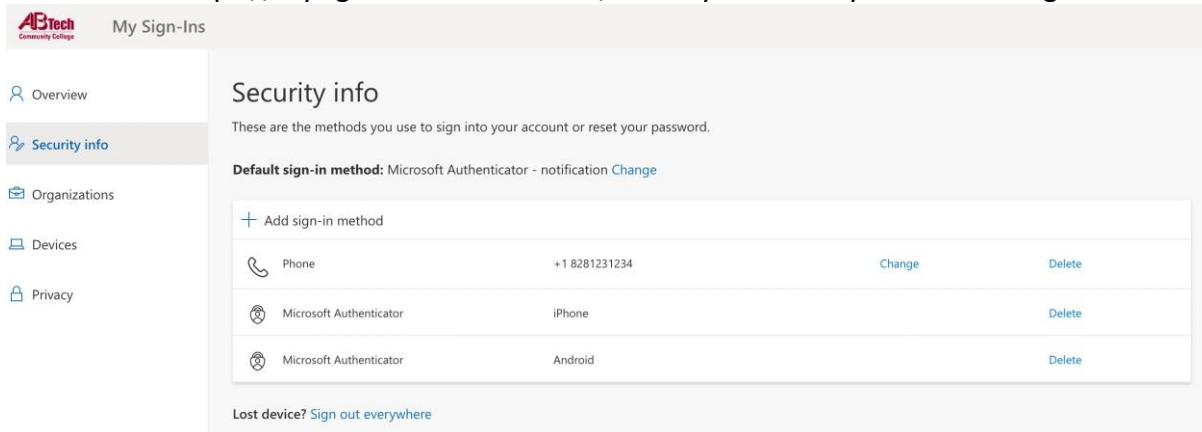 ABTech
Community College
My Sign-Ins
Overview
Security info
Organizations
Devices
Privacy
Security info
These are the methods you use to sign into your account or reset your password.
Default sign-in method: Microsoft Authenticator - notification Change
+ Add sign-in method
Phone +1 8281231234 Change Delete
Microsoft Authenticator iPhone Delete
Microsoft Authenticator Android Delete
Lost device? Sign out everywhere